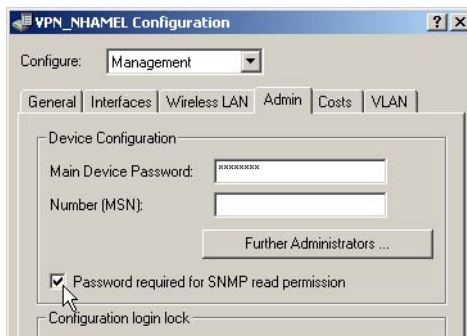 VPN_NHAMEL Configuration
Configure: Management
General Interfaces Wireless LAN Admin Costs VLAN
Device Configuration
Main Device Password: ********
Number (MSN):
Further Administrators ...
Password required for SNMP read permission
Configuration login lock